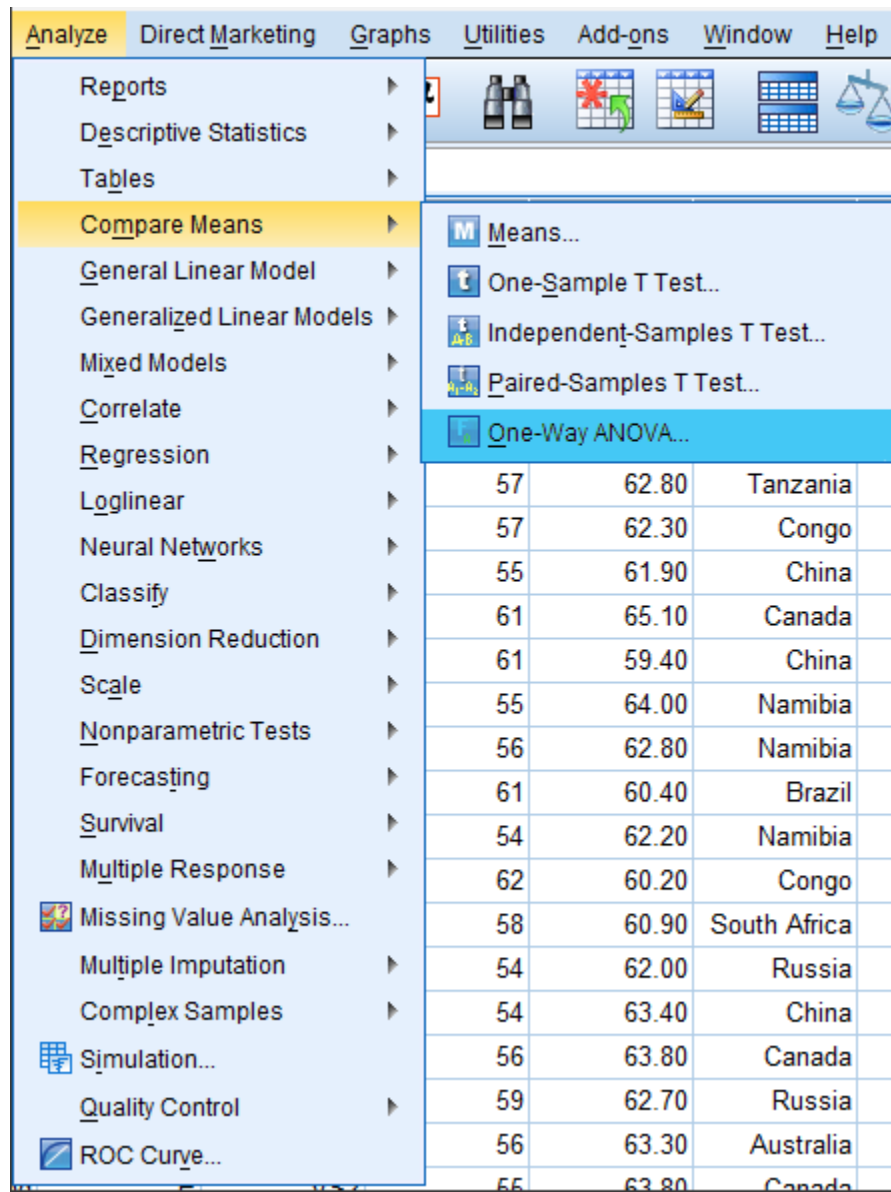 Analyze Direct Marketing Graphs Utilities Add-ons Window Help
Reports
Descriptive Statistics
Tables
Compare Means
General Linear Model
Generalized Linear Models
Mixed Models
Correlate
Regression
Loglinear
Neural Networks
Classify
Dimension Reduction
Scale
Nonparametric Tests
Forecasting
Survival
Multiple Response
Missing Value Analysis...
Multiple Imputation
Complex Samples
Simulation...
Quality Control
ROC Curve...
M Means...
t One-Sample T Test...
Independent-Samples T Test...
Paired-Samples T Test...
One-Way ANOVA...
57 62.80 Tanzania
57 62.30 Congo
55 61.90 China
61 65.10 Canada
61 59.40 China
55 64.00 Namibia
56 62.80 Namibia
61 60.40 Brazil
54 62.20 Namibia
62 60.20 Congo
58 60.90 South Africa
54 62.00 Russia
54 63.40 China
56 63.80 Canada
59 62.70 Russia
56 63.30 Australia
63.80 Canada